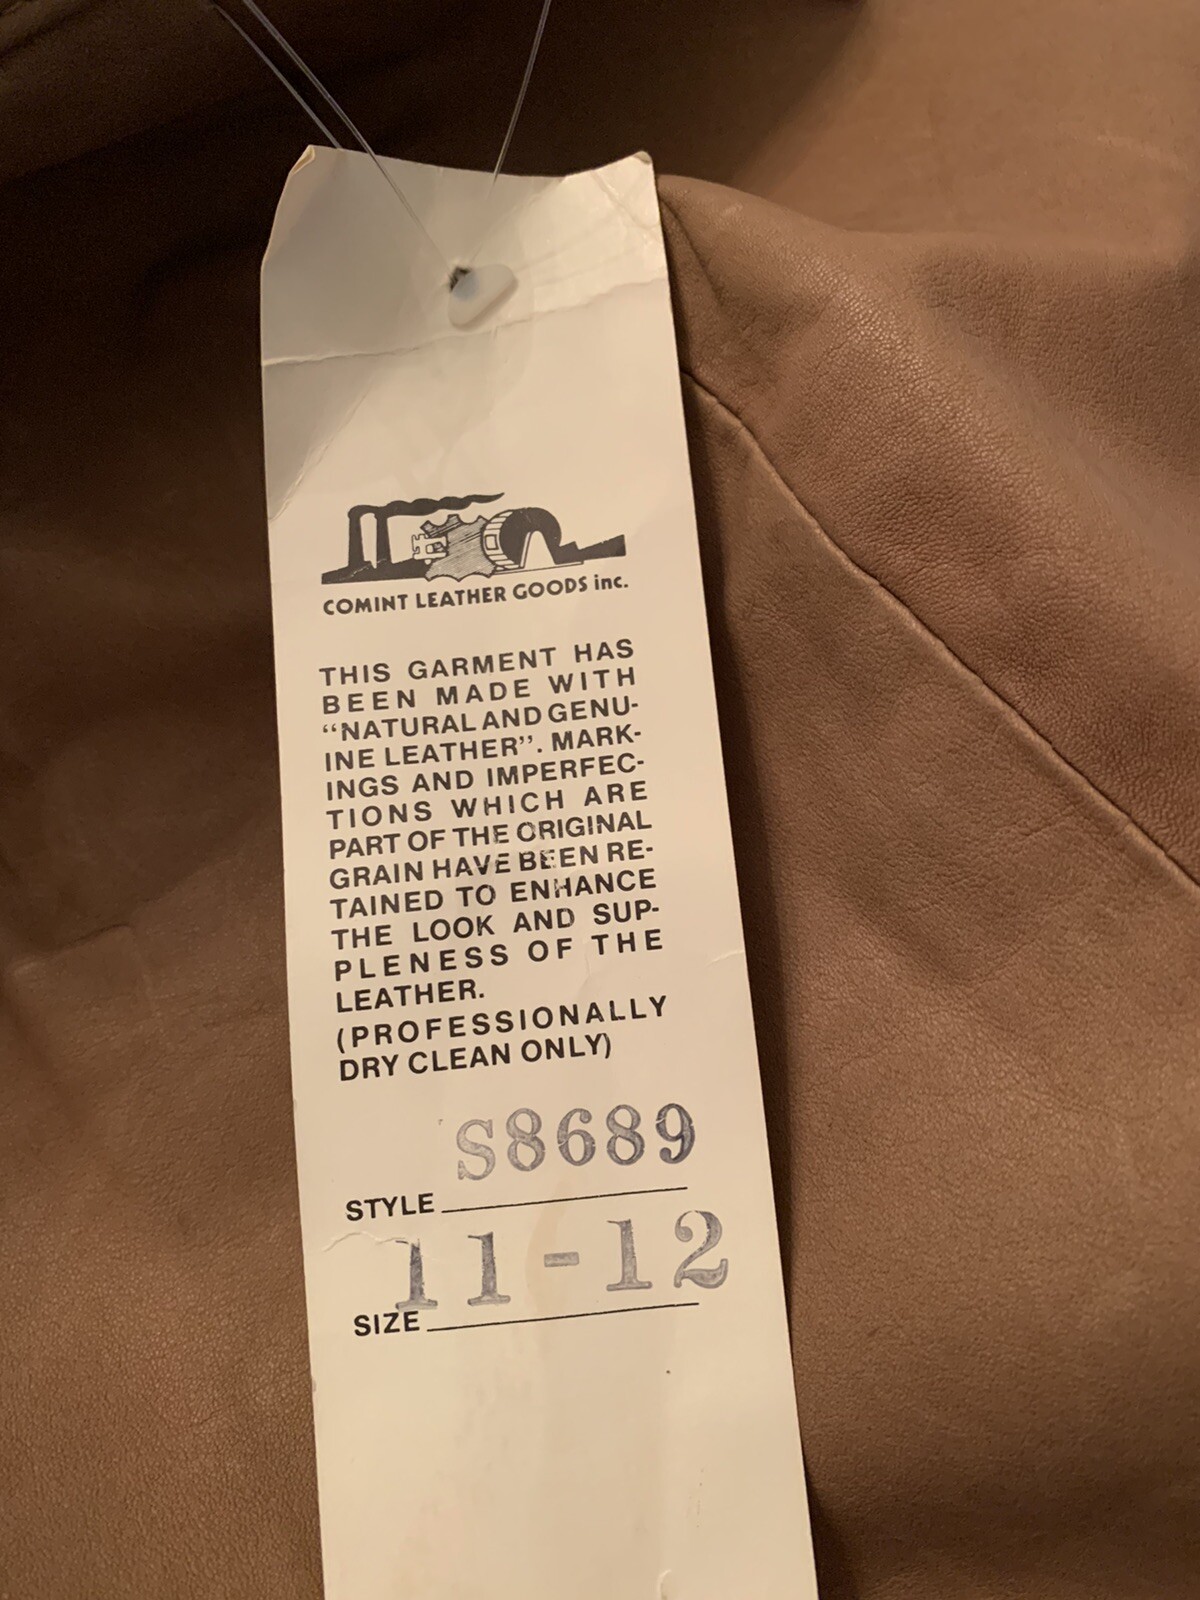 COMINT LEATHER GOODS inc.
THIS GARMENT HAS
BEEN MADE WITH
“NATURAL AND GENU-
INE LEATHER”. MARK-
INGS AND IMPERFEC-
TIONS WHICH ARE
PART OF THE ORIGINAL
GRAIN HAVE BEEN RE-
TAINED TO ENHANCE
THE LOOK AND SUP-
PLENESS OF THE
LEATHER.
(PROFESSIONALLY
DRY CLEAN ONLY)
STYLE S8689
SIZE 11-12